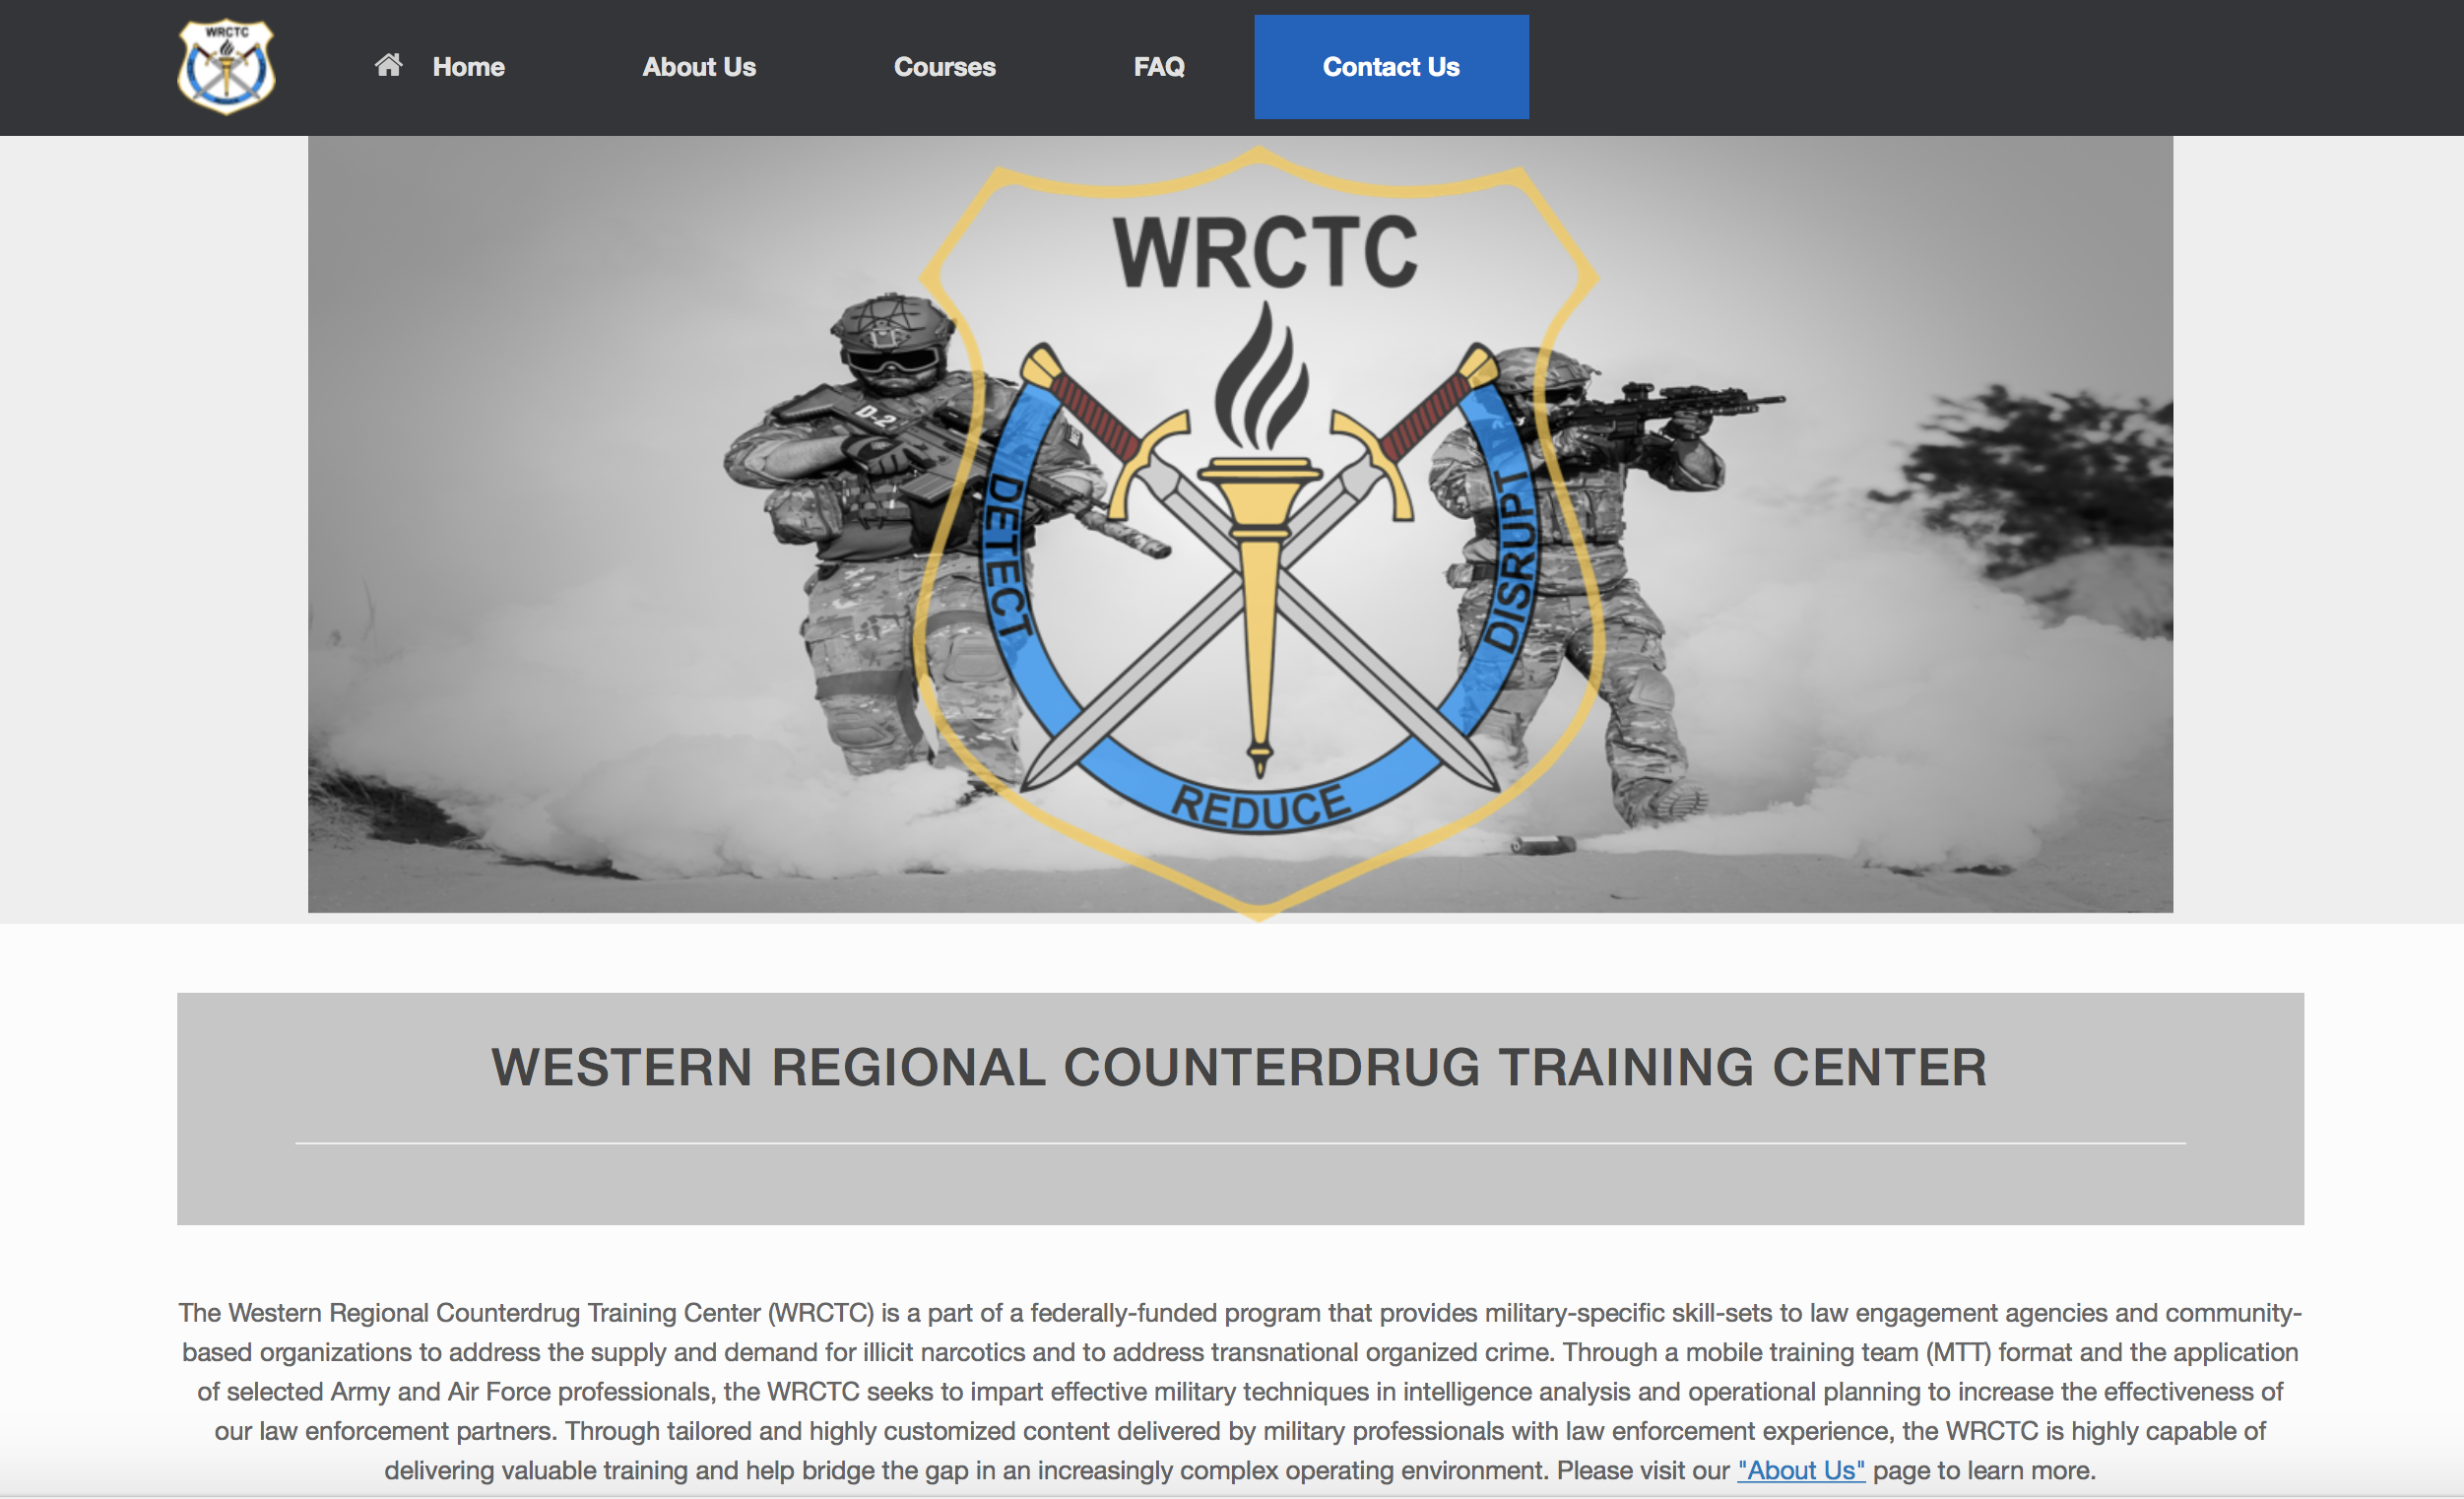 WRCTC
Home
About Us
Courses
FAQ
Contact Us
WRCTC
D-2
DETECT
DISRUPT
REDUCE
WESTERN REGIONAL COUNTERDRUG TRAINING CENTER
The Western Regional Counterdrug Training Center (WRCTC) is a part of a federally-funded program that provides military-specific skill-sets to law engagement agencies and community-
based organizations to address the supply and demand for illicit narcotics and to address transnational organized crime. Through a mobile training team (MTT) format and the application
of selected Army and Air Force professionals, the WRCTC seeks to impart effective military techniques in intelligence analysis and operational planning to increase the effectiveness of
our law enforcement partners. Through tailored and highly customized content delivered by military professionals with law enforcement experience, the WRCTC is highly capable of
delivering valuable training and help bridge the gap in an increasingly complex operating environment. Please visit our "About Us" page to learn more.